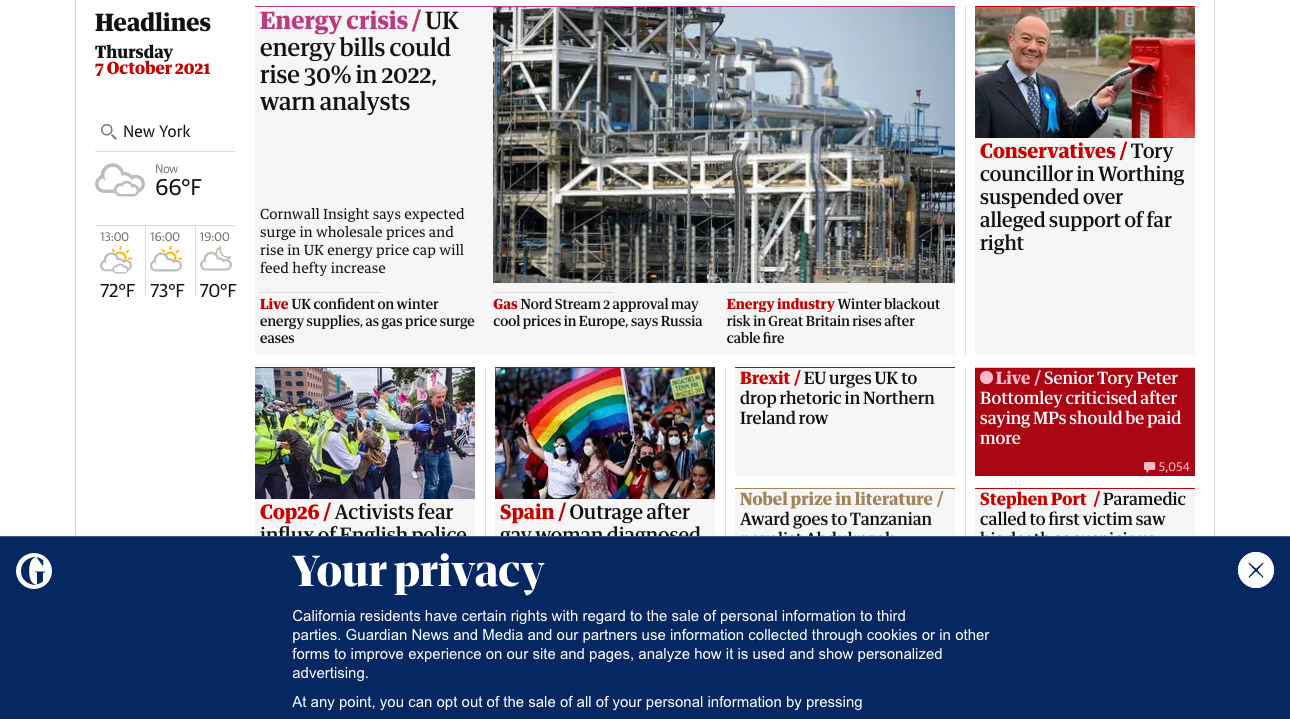 Headlines
Thursday
7 October 2021
New York
Now
66°F
13:00
16:00
19:00
72°F
73°F
70°F
Energy crisis / UK
energy bills could
rise 30% in 2022,
warn analysts
Cornwall Insight says expected
surge in wholesale prices and
rise in UK energy price cap will
feed hefty increase
Live UK confident on winter
energy supplies, as gas price surge
eases
Gas Nord Stream 2 approval may
cool prices in Europe, says Russia
Energy industry Winter blackout
risk in Great Britain rises after
cable fire
Conservatives / Tory
councillor in Worthing
suspended over
alleged support of far
right
Cop26 / Activists fear
influx of English police
Spain / Outrage after
gay woman diagnosed
Brexit / EU urges UK to
drop rhetoric in Northern
Ireland row
Nobel prize in literature /
Award goes to Tanzanian
Live / Senior Tory Peter
Bottomley criticised after
saying MPs should be paid
more
5,054
Stephen Port / Paramedic
called to first victim saw
Your privacy
California residents have certain rights with regard to the sale of personal information to third
parties. Guardian News and Media and our partners use information collected through cookies or in other
forms to improve experience on our site and pages, analyze how it is used and show personalized
advertising.
At any point, you can opt out of the sale of all of your personal information by pressing